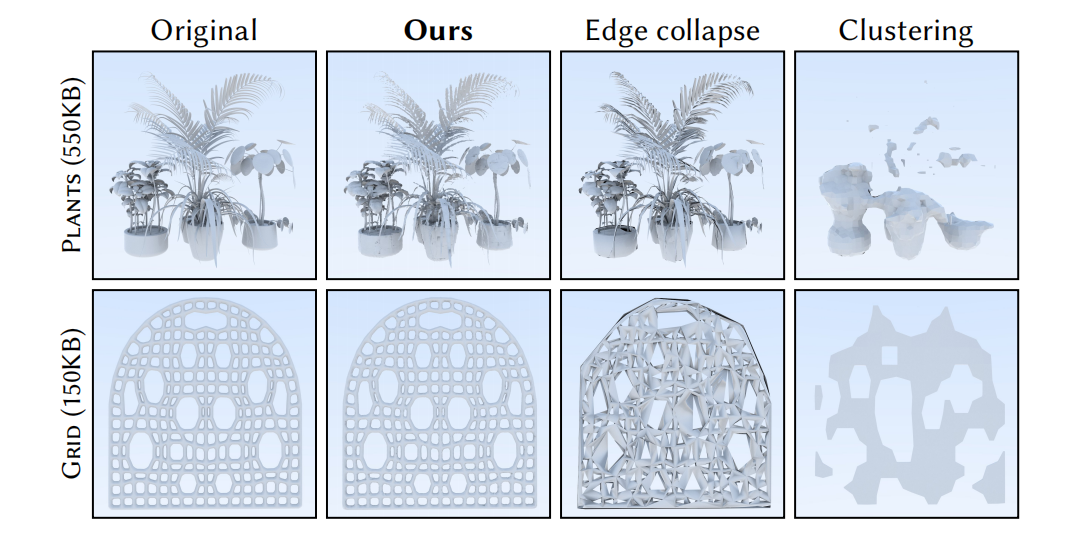 Original
Ours
Edge collapse
Clustering
Plants (550KB)
Grid (150KB)